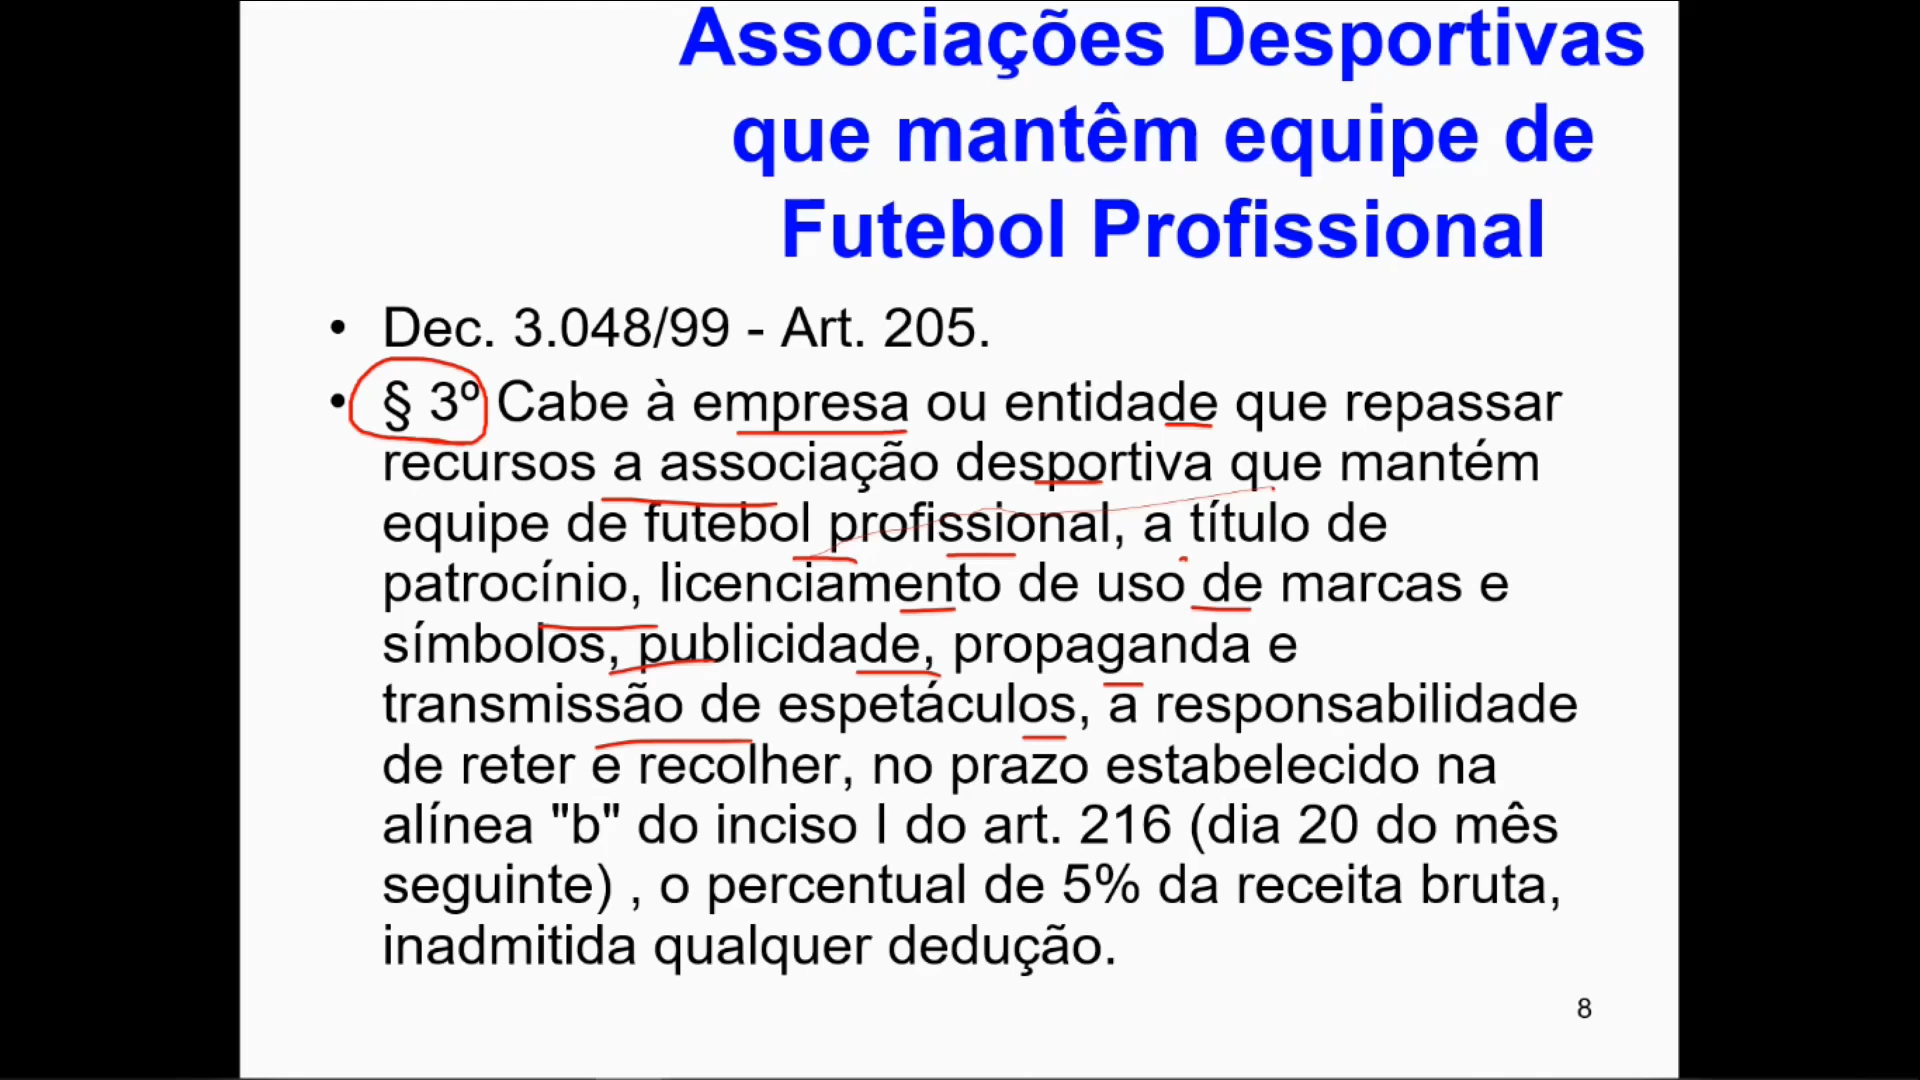 Associações Desportivas
que mantêm equipe de
Futebol Profissional
• Dec. 3.048/99 - Art. 205.
• § 3º Cabe à empresa ou entidade que repassar
recursos a associação desportiva que mantém
equipe de futebol profissional, a título de
patrocínio, licenciamento de uso de marcas e
símbolos, publicidade, propaganda e
transmissão de espetáculos, a responsabilidade
de reter e recolher, no prazo estabelecido na
alínea "b" do inciso I do art. 216 (dia 20 do mês
seguinte) , o percentual de 5% da receita bruta,
inadmitida qualquer dedução.
8